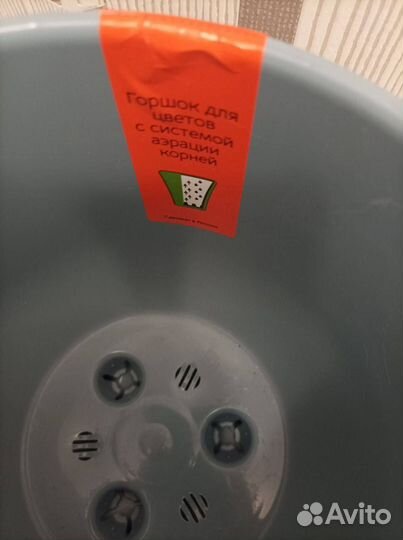 Горшок для
цветов
с системой
аэрации
корней
Avito